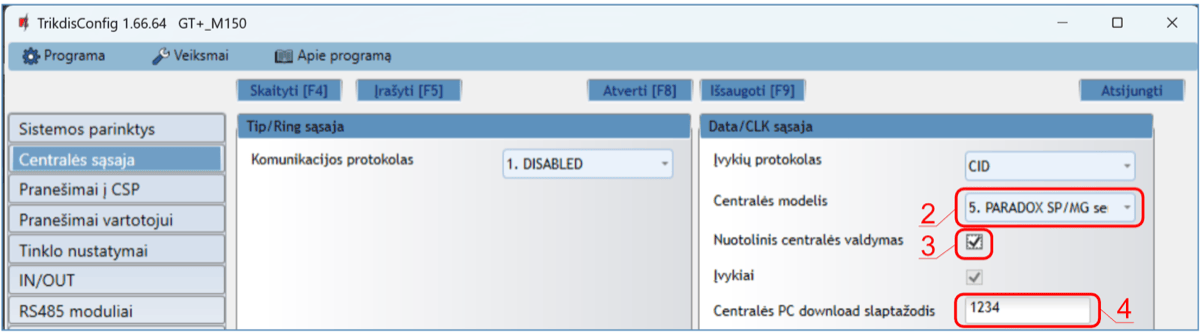 TrikdisConfig 1.66.64 GT+_M150
Programa Veiksmai Apie programą
Skaityti [F4] Įrašyti [F5] Atverti [F8] Išsaugoti [F9] Atsijungti
Sistemos parinktys
Centralės sąsaja
Pranešimai į CSP
Pranešimai vartotojui
Tinklo nustatymai
IN/OUT
RS485 moduliai
Tip/Ring sąsaja
Komunikacijos protokolas 1. DISABLED
Data/CLK sąsaja
Įvykių protokolas CID
Centralės modelis 2 5. PARADOX SP/MG se
Nuotolinis centralės valdymas 3
Įvykiai
Centralės PC download slaptažodis 1234 4